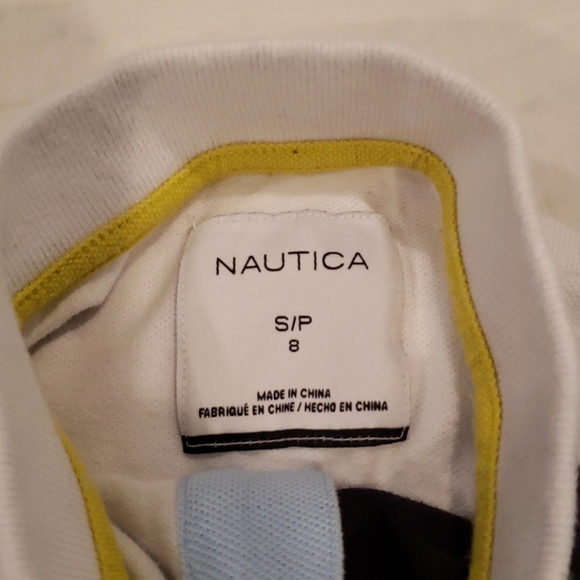 NAUTICA
S/P
8
MADE IN CHINA
FABRIQUÉ EN CHINE / HECHO EN CHINA